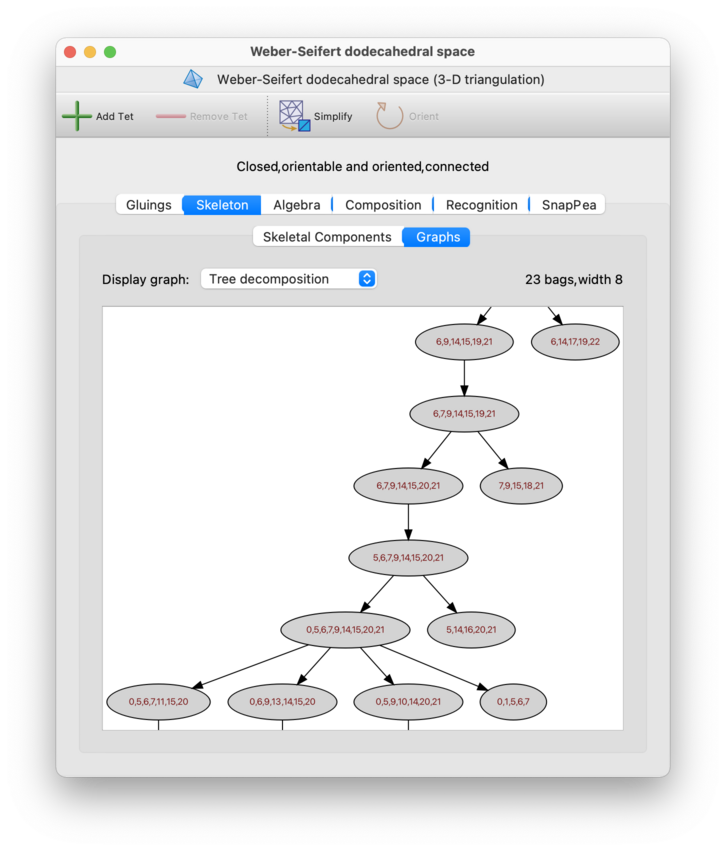 Weber-Seifert dodecahedral space
Weber-Seifert dodecahedral space (3-D triangulation)
Add Tet Remove Tet Simplify Orient
Closed,orientable and oriented,connected
Gluings Skeleton Algebra Composition Recognition SnapPea
Skeletal Components Graphs
Display graph: Tree decomposition 23 bags,width 8
6,9,14,15,19,21 6,14,17,19,22
6,7,9,14,15,19,21
6,7,9,14,15,20,21 7,9,15,18,21
5,6,7,9,14,15,20,21
0,5,6,7,9,14,15,20,21 5,14,16,20,21
0,5,6,7,11,15,20 0,6,9,13,14,15,20 0,5,9,10,14,20,21 0,1,5,6,7